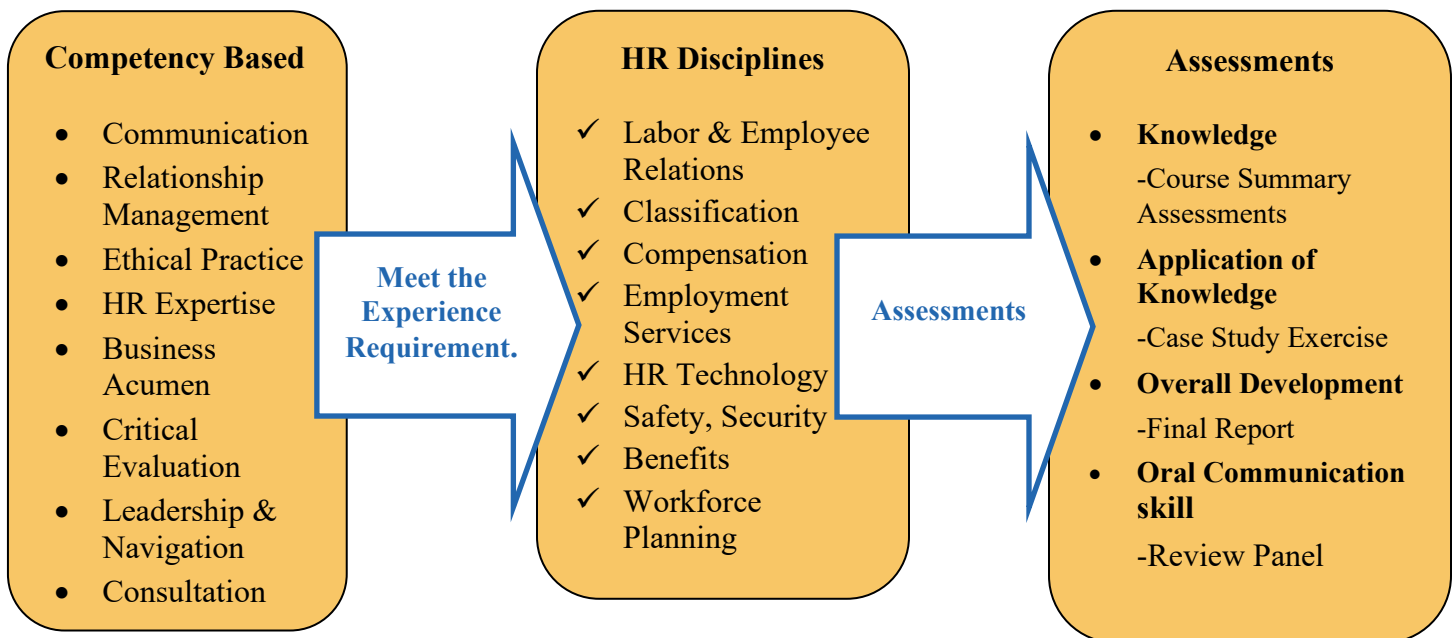 Competency Based
• Communication
• Relationship
Management
• Ethical Practice
• HR Expertise
• Business
Acumen
• Critical
Evaluation
• Leadership &
Navigation
• Consultation
Meet the
Experience
Requirement.
HR Disciplines
✓ Labor & Employee
Relations
✓ Classification
✓ Compensation
✓ Employment
Services
✓ HR Technology
✓ Safety, Security
✓ Benefits
✓ Workforce
Planning
Assessments
Assessments
• Knowledge
-Course Summary
Assessments
• Application of
Knowledge
-Case Study Exercise
• Overall Development
-Final Report
• Oral Communication
skill
-Review Panel